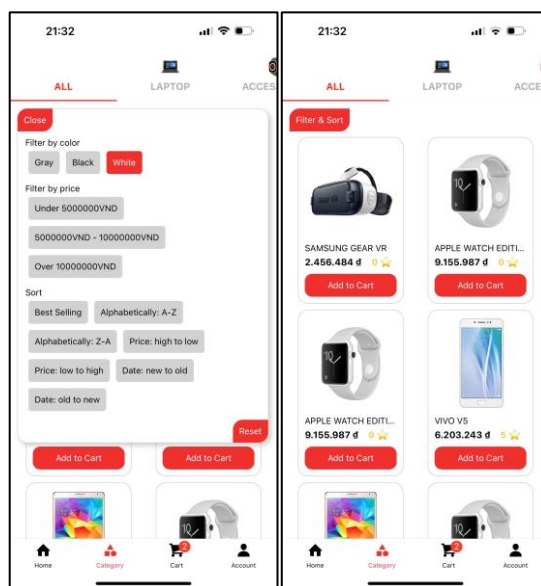 21:32
ALL LAPTOP ACCES
Close
Filter by color
Gray Black White
Filter by price
Under 5000000VND
5000000VND - 10000000VND
Over 10000000VND
Sort
Best Selling Alphabetically: A-Z
Alphabetically: Z-A Price: high to low
Price: low to high Date: new to old
Date: old to new
Reset
Add to Cart Add to Cart
2
Home Category Cart Account
21:32
ALL LAPTOP ACCE
Filter & Sort
SAMSUNG GEAR VR APPLE WATCH EDITI...
2.456.484 ₫ 0 9.155.987 ₫ 0
Add to Cart Add to Cart
APPLE WATCH EDITI... VIVO V5
9.155.987 ₫ 0 6.203.243 ₫ 5
Add to Cart Add to Cart
2
Home Category Cart Account